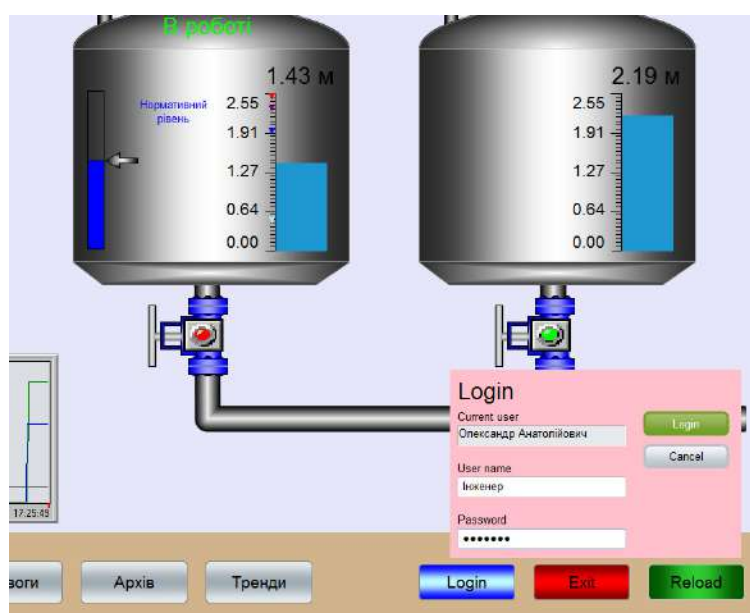 В роботі
1.43 м
2.19 м
Нормативний
рівень
2.55
1.91
1.27
0.64
0.00
2.55
1.91
1.27
0.64
0.00
Login
Current user
Олександр Анатолійович
Login
Cancel
User name
Інженер
Password
17:25:49
воги
Архів
Тренди
Login
Exit
Reload